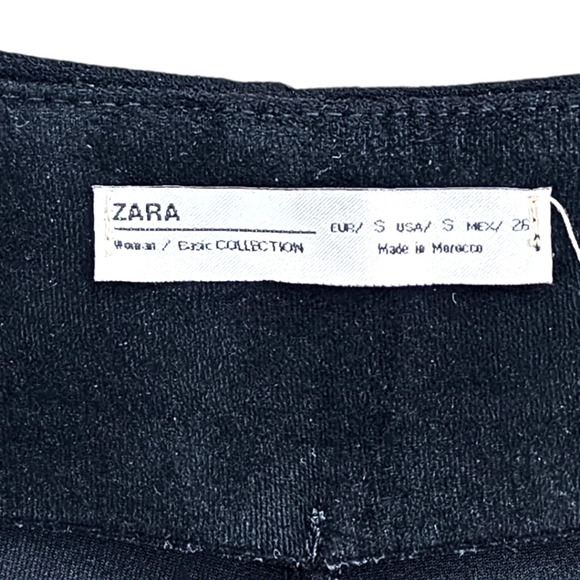 ZARA
EUR/ S USA/ S MEX/ 26
Woman / Basic COLLECTION Made in Morocco